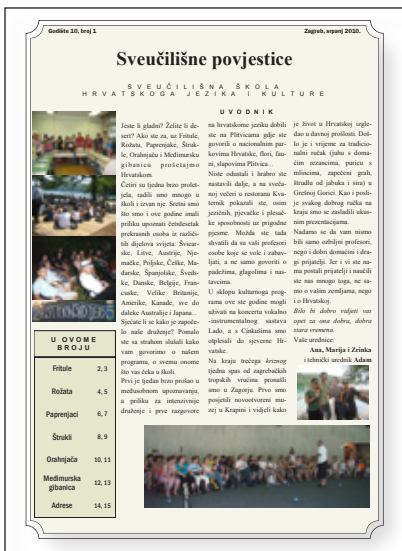 Godište 10, broj 1
Zagreb, srpanj 2010.
Sveučilišne povjestice
SVEUČILIŠNA ŠKOLA
HRVATSKOGA JEZIKA I KULTURE
UVODNIK
Jeste li gladni? Želite li de-
sert? Ako ste za, uz Fritule,
Rožatu, Paprenjake, Štruk-
le, Orahnjaču i Međimursku
gibanicu prošetajmo
Hrvatskom.
Četiri su tjedna brzo prolet-
jela, radili smo mnogo u
školi i izvan nje. Sretni smo
što smo i ove godine imali
priliku upoznati četrdesetak
prekrasnih osoba iz različi-
tih dijelova svijeta: Švicar-
ske, Litve, Austrije, Nje-
mačke, Poljske, Češke, Ma-
đarske, Španjolske, Šveds-
ke, Danske, Belgije, Fran-
cuske, Velike Britanije,
Amerike, Kanade, sve do
daleke Australije i Japana...
Sjećate li se kako je započe-
lo naše druženje? Pomalo
ste sa strahom slušali kako
vam govorimo o našem
programu, o svemu onome
što vas čeka u školi.
Prvi je tjedan brzo prošao u
međusobnom upoznavanju,
a priliku za intenzivnije
druženje i prve razgovore
na hrvatskome jeziku dobili
ste na Plitvicama gdje ste
govorili o nacionalnim par-
kovima Hrvatske, flori, fau-
ni, slapovima Plitvica...
Niste odustali i hrabro ste
nastavili dalje, a na sveča-
noj večeri u restoranu Kva-
ternik pokazali ste, osim
jezičnih, pjevačke i plesač-
ke sposobnosti uz prigodne
pjesme. Možda ste tada
shvatili da su vaši profesori
osobe koje se vole i zabav-
ljati, a ne samo govoriti o
padežima, glagolima i nas-
tavcima.
U sklopu kulturnoga prog-
rama ove ste godine mogli
uživati na koncertu vokalno
-instrumentalnog sastava
Lado, a s Cinkušima smo
otplesali do sjeverne Hr-
vatske.
Na kraju trećega kriznog
tjedna spas od zagrebačkih
tropskih vrućina pronašli
smo u Zagorju. Prvo smo
posjetili novootvoreni mu-
zej u Krapini i vidjeli kako
je život u Hrvatskoj izgle-
dao u davnoj prošlosti. Doš-
lo je i vrijeme za tradicio-
nalni ručak (juhu s doma-
ćim rezancima, puricu s
mlincima, zapečeni grah,
štrudlu od jabuka i sira) u
Grešnoj Gorici. Kao i posli-
je svakog dobrog ručka na
kraju smo se zasladili ukus-
nim prezentacijama.
Nadamo se da vam nismo
bili samo ozbiljni profesori,
nego i dobri domaćini i dra-
gi prijatelji. Jer i vi ste na-
ma postali prijatelji i naučili
ste nas mnogo toga, ne sa-
mo o vašim zemljama, nego
i o Hrvatskoj.
Bilo bi dobro vidjeti vas
opet za ona dobra, dobra
stara vremena.
Vaše urednice:
Ana, Marija i Zrinka
i tehnički urednik Adam
U OVOME
BROJU
Fritule 2, 3
Rožata 4, 5
Paprenjaci 6, 7
Štrukli 8, 9
Orahnjača 10, 11
Međimurska
gibanica 12, 13
Adrese 14, 15